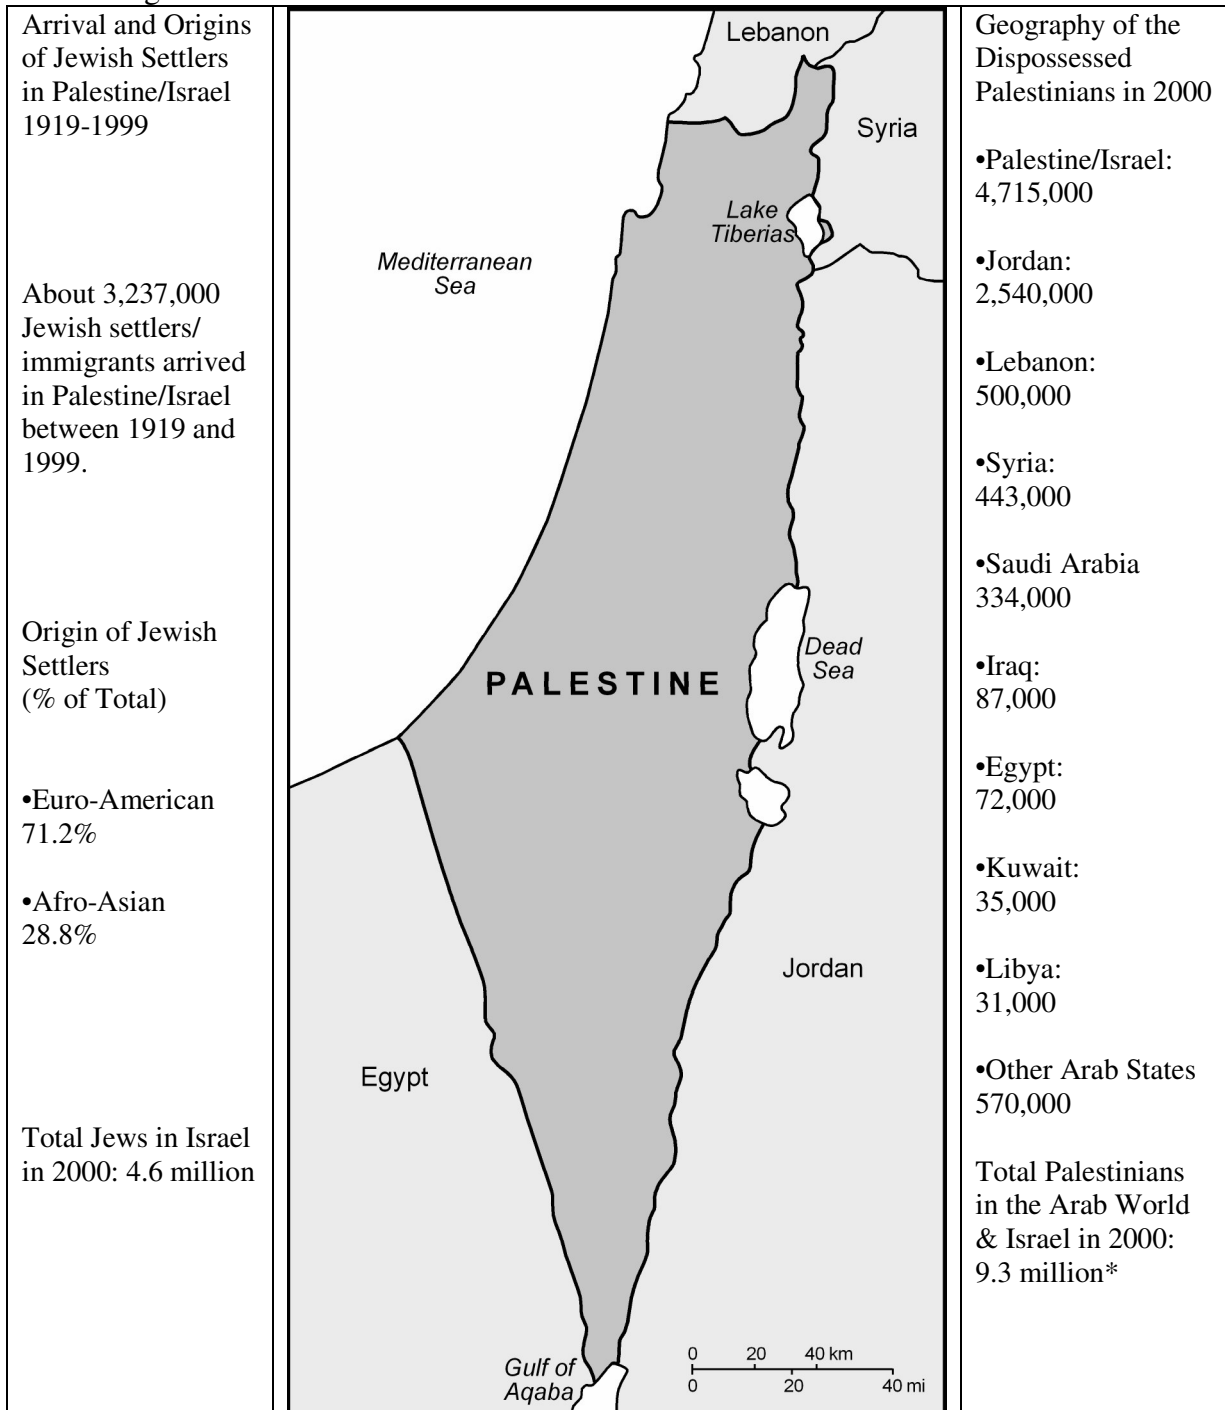 Arrival and Origins
of Jewish Settlers
in Palestine/Israel
1919-1999
About 3,237,000
Jewish settlers/
immigrants arrived
in Palestine/Israel
between 1919 and
1999.
Origin of Jewish
Settlers
(% of Total)
•Euro-American
71.2%
•Afro-Asian
28.8%
Total Jews in Israel
in 2000: 4.6 million
Lebanon
Syria
Lake
Tiberias
Mediterranean
Sea
PALESTINE
Dead
Sea
Jordan
Egypt
Gulf of
Aqaba
0 20 40 km
0 20 40 mi
Geography of the
Dispossessed
Palestinians in 2000
•Palestine/Israel:
4,715,000
•Jordan:
2,540,000
•Lebanon:
500,000
•Syria:
443,000
•Saudi Arabia
334,000
•Iraq:
87,000
•Egypt:
72,000
•Kuwait:
35,000
•Libya:
31,000
•Other Arab States
570,000
Total Palestinians
in the Arab World
& Israel in 2000:
9.3 million*